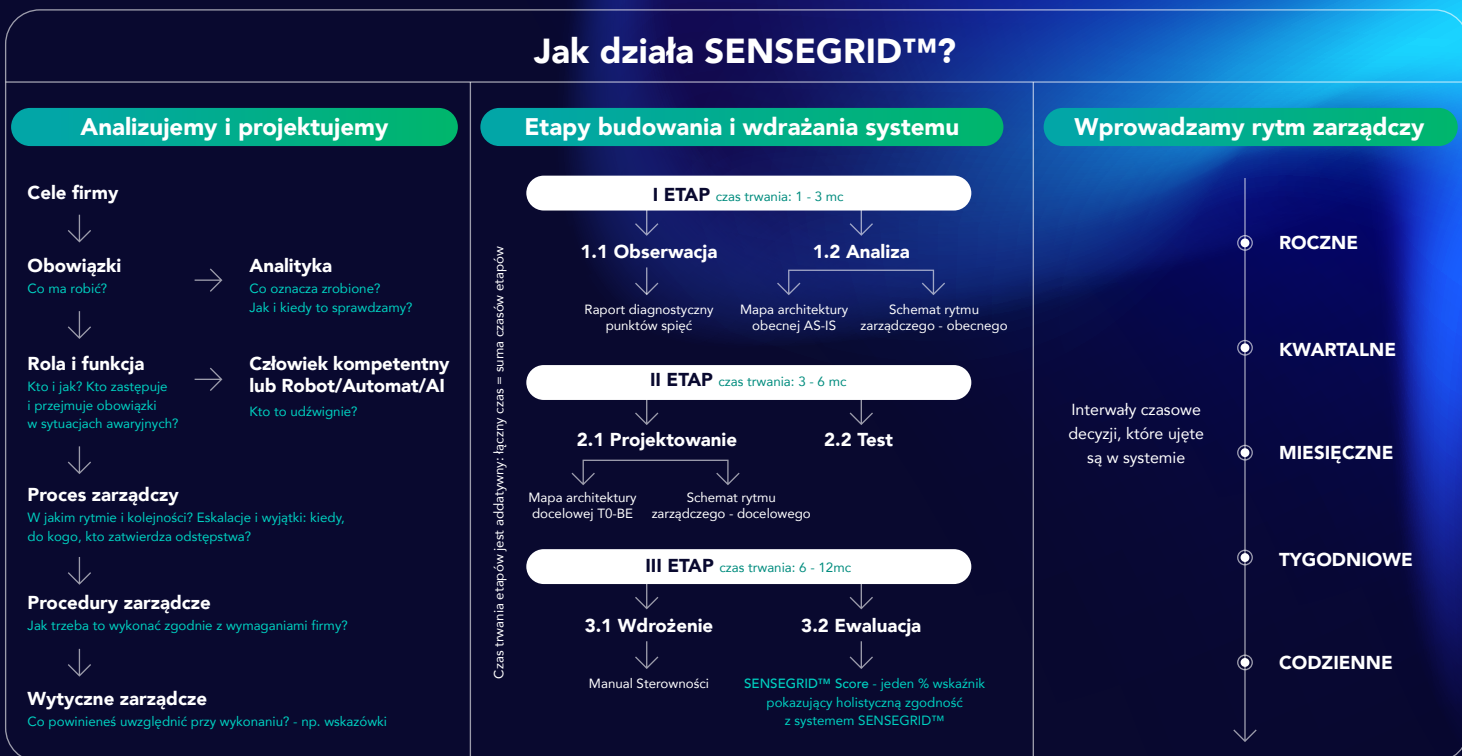 Jak działa SENSEGRID™?
Analizujemy i projektujemy
Cele firmy
Obowiązki
Co ma robić?
Analityka
Co oznacza zrobione?
Jak i kiedy to sprawdzamy?
Rola i funkcja
Kto i jak? Kto zastępuje
i przejmuje obowiązki
w sytuacjach awaryjnych?
Człowiek kompetentny
lub Robot/Automat/AI
Kto to udźwignie?
Proces zarządczy
W jakim rytmie i kolejności? Eskalacje i wyjątki: kiedy,
do kogo, kto zatwierdza odstępstwa?
Procedury zarządcze
Jak trzeba to wykonać zgodnie z wymaganiami firmy?
Wytyczne zarządcze
Co powinieneś uwzględnić przy wykonaniu? - np. wskazówki
Etapy budowania i wdrażania systemu
Czas trwania etapów jest addatywny: łączny czas = suma czasów etapów
I ETAP czas trwania: 1 - 3 mc
1.1 Obserwacja
Raport diagnostyczny
punktów spięć
1.2 Analiza
Mapa architektury
obecnej AS-IS
Schemat rytmu
zarządczego - obecnego
II ETAP czas trwania: 3 - 6 mc
2.1 Projektowanie
2.2 Test
Mapa architektury
docelowej T0-BE
Schemat rytmu
zarządczego - docelowego
III ETAP czas trwania: 6 - 12mc
3.1 Wdrożenie
Manual Sterowności
3.2 Ewaluacja
SENSEGRID™ Score - jeden % wskaźnik
pokazujący holistyczną zgodność
z systemem SENSEGRID™
Wprowadzamy rytm zarządczy
Interwały czasowe
decyzji, które ujęte
są w systemie
ROCZNE
KWARTALNE
MIESIĘCZNE
TYGODNIOWE
CODZIENNE